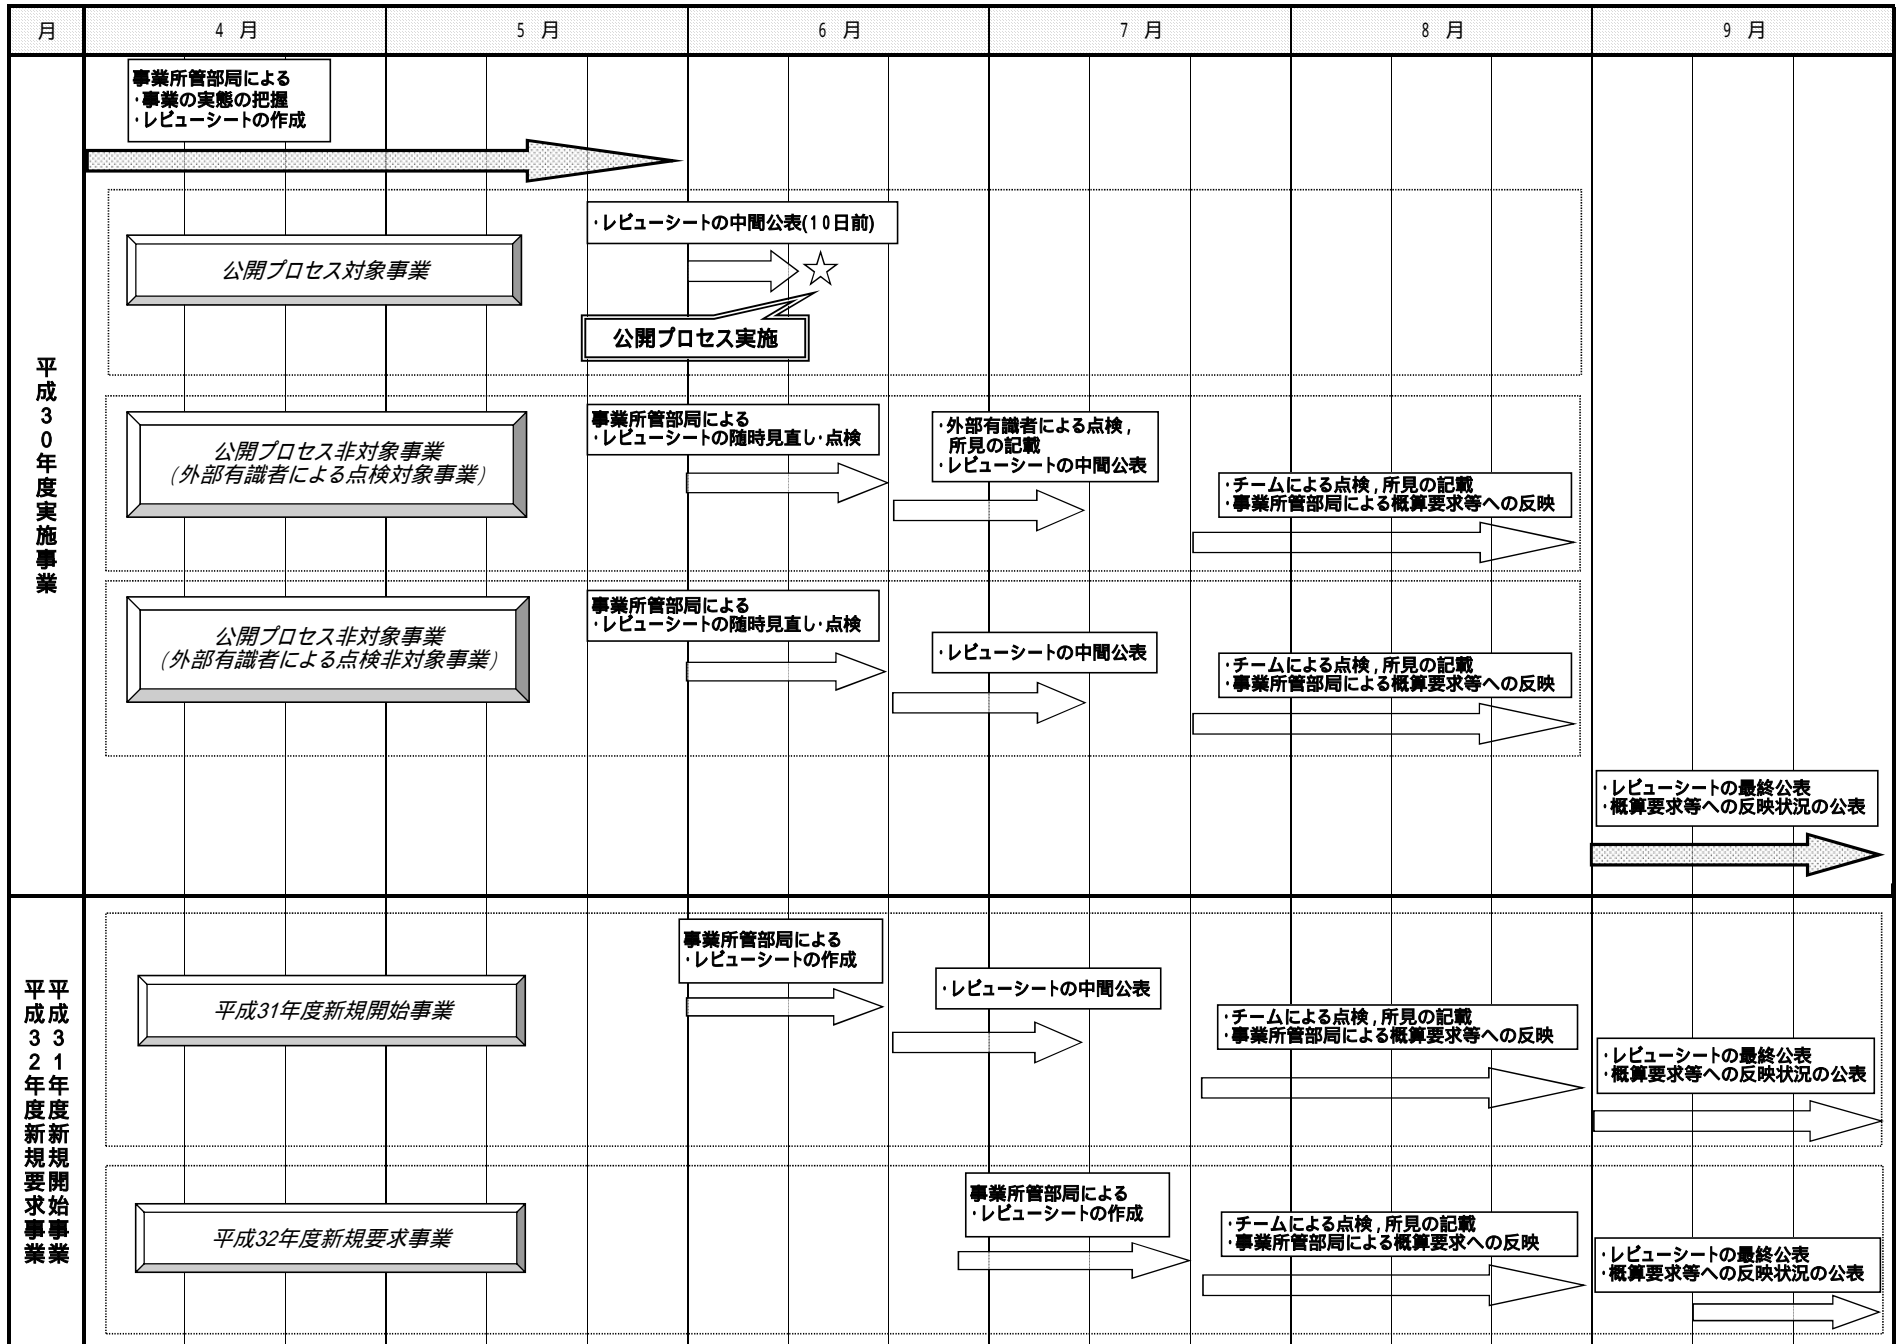 月
4 月
5 月
6 月
7 月
8 月
9 月
平成30年度実施事業
事業所管部局による
・事業の実態の把握
・レビューシートの作成
・レビューシートの中間公表(10日前)
公開プロセス対象事業
☆
公開プロセス実施
公開プロセス非対象事業
(外部有識者による点検対象事業)
事業所管部局による
・レビューシートの随時見直し・点検
・外部有識者による点検,
所見の記載
・レビューシートの中間公表
・チームによる点検,所見の記載
・事業所管部局による概算要求等への反映
公開プロセス非対象事業
(外部有識者による点検非対象事業)
事業所管部局による
・レビューシートの随時見直し・点検
・レビューシートの中間公表
・チームによる点検,所見の記載
・事業所管部局による概算要求等への反映
・レビューシートの最終公表
・概算要求等への反映状況の公表
平成31年度新規開始事業
平成32年度新規要求事業
事業所管部局による
・レビューシートの作成
平成31年度新規開始事業
・レビューシートの中間公表
・チームによる点検,所見の記載
・事業所管部局による概算要求等への反映
・レビューシートの最終公表
・概算要求等への反映状況の公表
事業所管部局による
・レビューシートの作成
平成32年度新規要求事業
・チームによる点検,所見の記載
・事業所管部局による概算要求への反映
・レビューシートの最終公表
・概算要求等への反映状況の公表